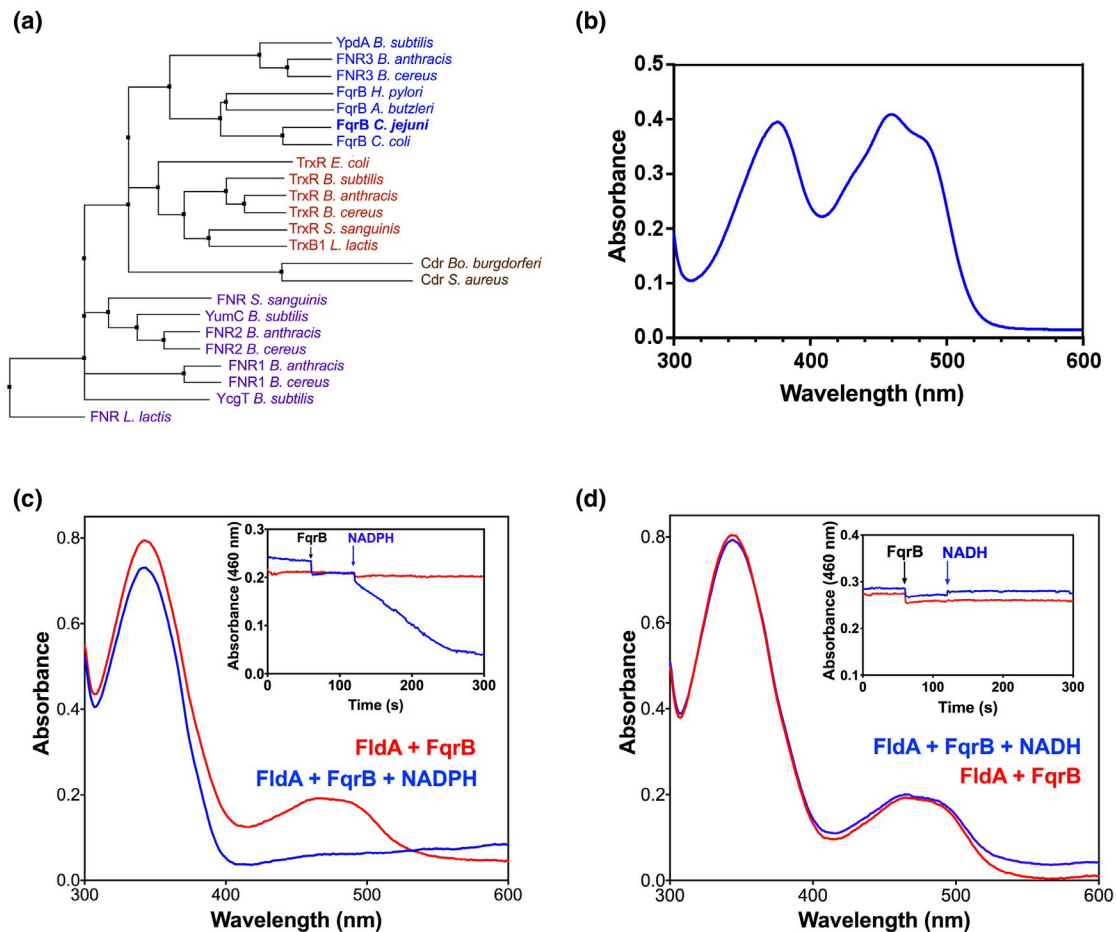 (a)
YpdA B. subtilis
FNR3 B. anthracis
FNR3 B. cereus
FqrB H. pylori
FqrB A. butzleri
FqrB C. jejuni
FqrB C. coli
TrxR E. coli
TrxR B. subtilis
TrxR B. anthracis
TrxR B. cereus
TrxR S. sanguinis
TrxB1 L. lactis
Cdr Bo. burgdorferi
Cdr S. aureus
FNR S. sanguinis
YumC B. subtilis
FNR2 B. anthracis
FNR2 B. cereus
FNR1 B. anthracis
FNR1 B. cereus
YcgT B. subtilis
FNR L. lactis
(b)
Absorbance
0.5
0.4
0.3
0.2
0.1
0.0
300 400 500 600
Wavelength (nm)
(c)
Absorbance
0.8
0.6
0.4
0.2
0.0
300 400 500 600
Wavelength (nm)
Absorbance (460 nm)
0.3
0.2
0.1
0.0
0 100 200 300
Time (s)
FqrB
NADPH
FldA + FqrB
FldA + FqrB + NADPH
(d)
Absorbance
0.8
0.6
0.4
0.2
0.0
300 400 500 600
Wavelength (nm)
Absorbance (460 nm)
0.4
0.3
0.2
0.1
0 100 200 300
Time (s)
FqrB
NADH
FldA + FqrB + NADH
FldA + FqrB